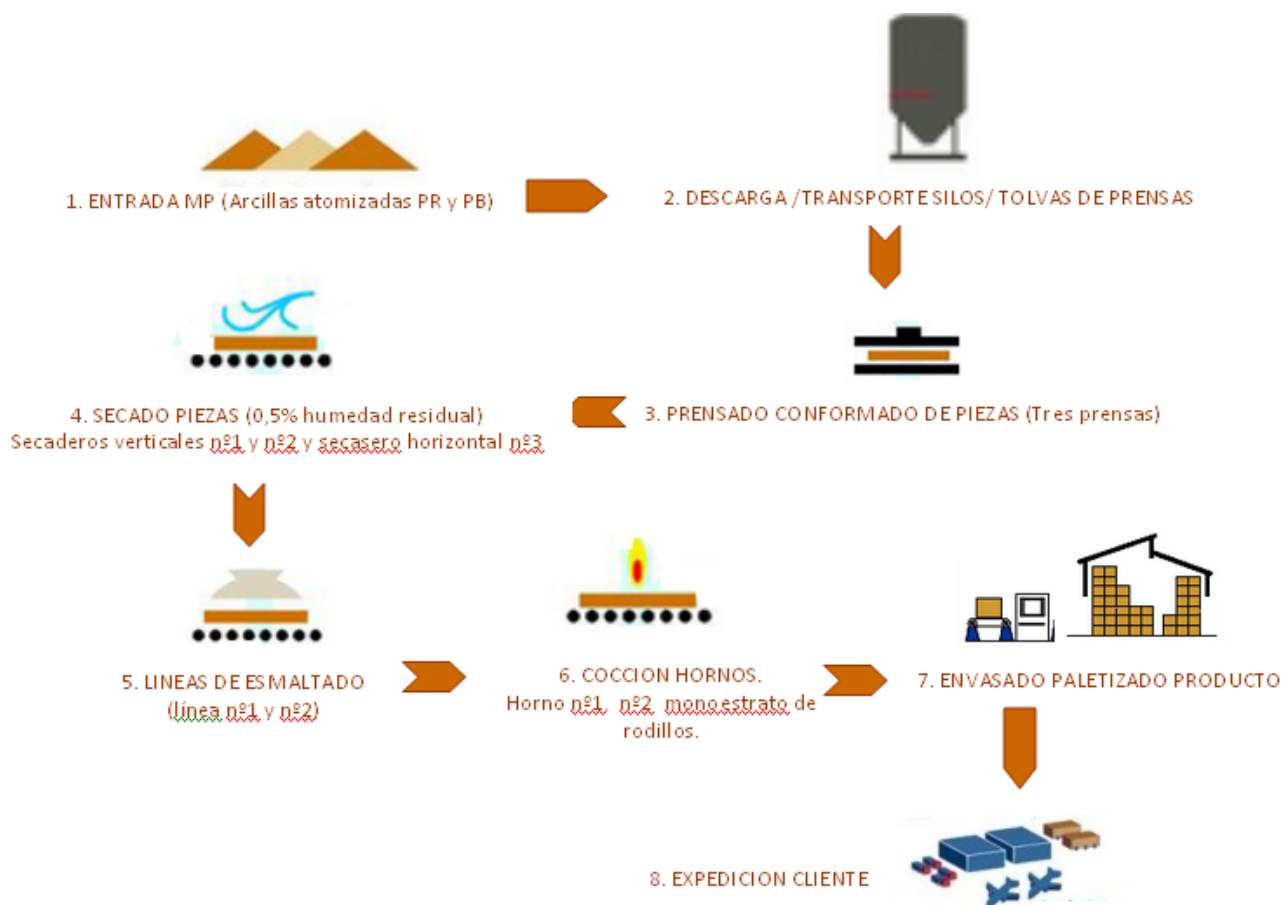 1. ENTRADA MP (Arcillas atomizadas PR y PB)
2. DESCARGA /TRANSPORTE SILOS/ TOLVAS DE PRENSAS
3. PRENSADO CONFORMADO DE PIEZAS (Tres prensas)
4. SECADO PIEZAS (0,5% humedad residual)
Secaderos verticales nº1 y nº2 y secasero horizontal nº3
5. LINEAS DE ESMALTADO
(línea nº1 y nº2)
6. COCCION HORNOS.
Horno nº1, nº2 monoestrato de
rodillos.
7. ENVASADO PALETIZADO PRODUCTO
8. EXPEDICION CLIENTE